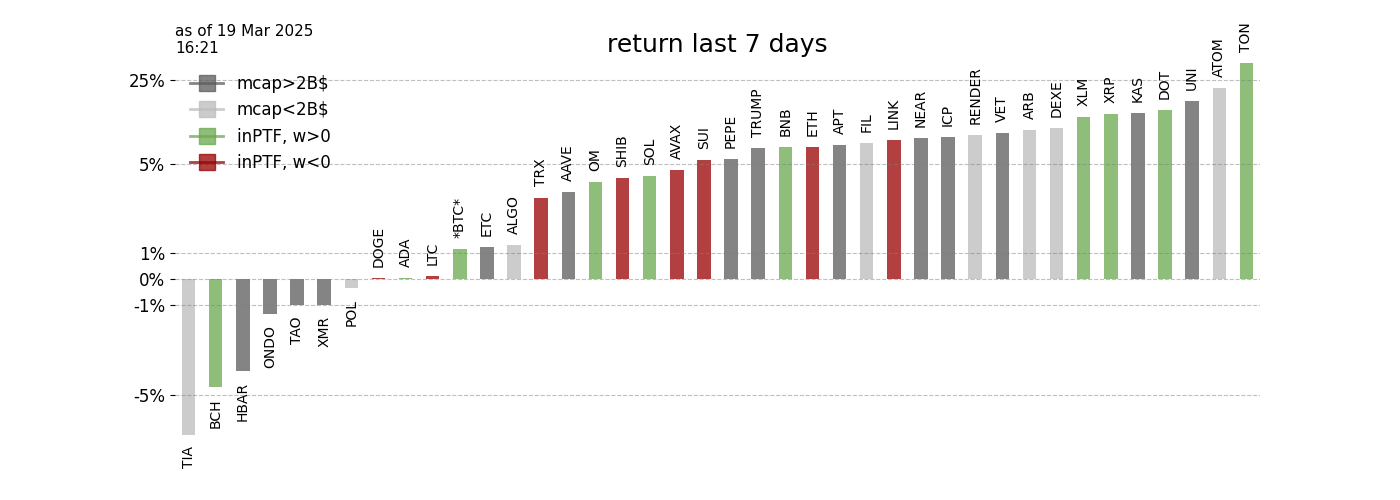 as of 19 Mar 2025
16:21
return last 7 days
mcap>2B$
mcap<2B$
inPTF, w>0
inPTF, w<0
25%
5%
1%
0%
-1%
-5%
TIA
BCH
HBAR
ONDO
TAO
XMR
POL
DOGE
ADA
LTC
*BTC*
ETC
ALGO
TRX
AAVE
OM
SHIB
SOL
AVAX
SUI
PEPE
TRUMP
BNB
ETH
APT
FIL
LINK
NEAR
ICP
RENDER
VET
ARB
DEXE
XLM
XRP
KAS
DOT
UNI
ATOM
TON